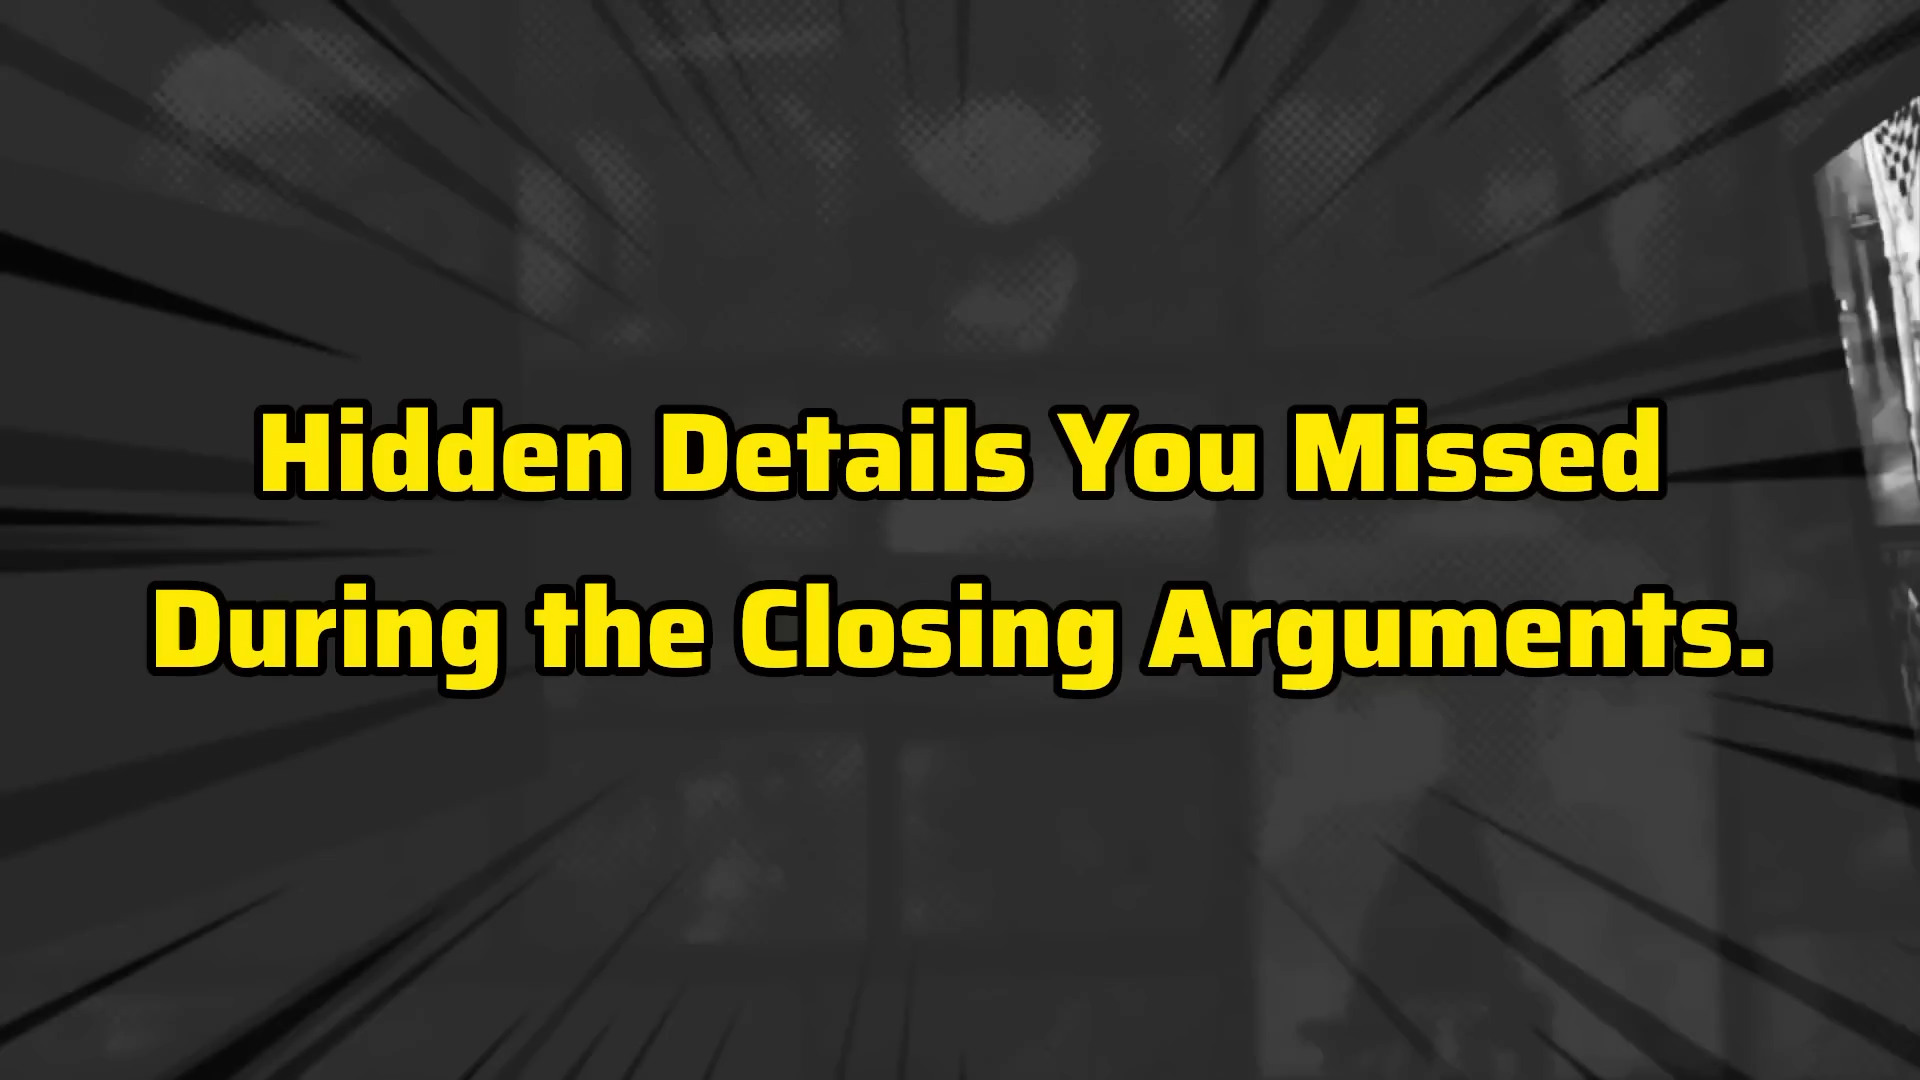 Hidden Details You Missed
During the Closing Arguments.